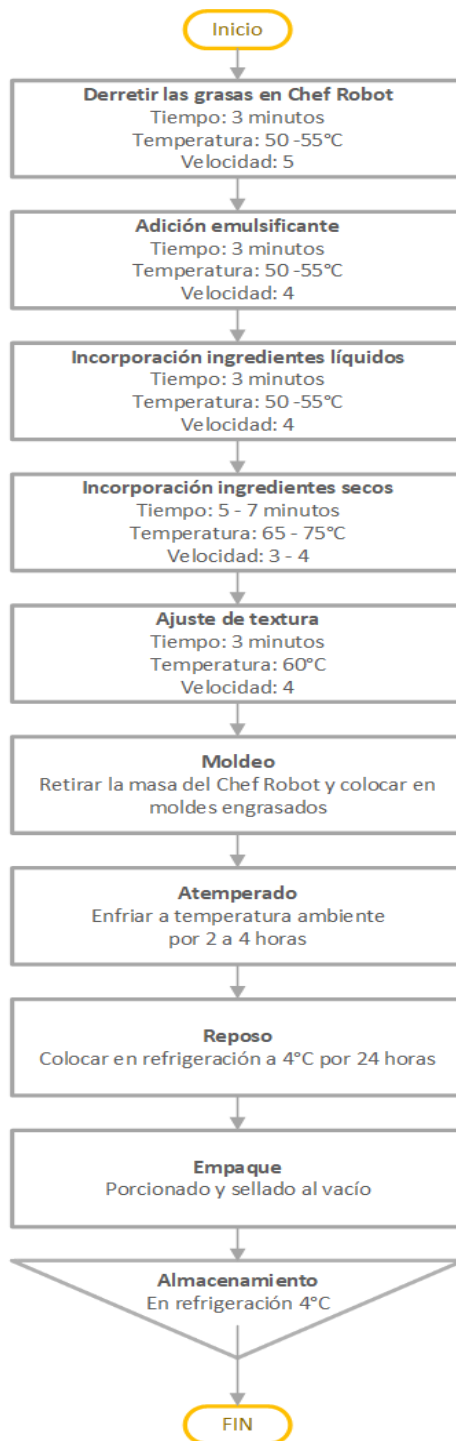 Inicio
Derretir las grasas en Chef Robot
Tiempo: 3 minutos
Temperatura: 50 -55°C
Velocidad: 5
Adición emulsificante
Tiempo: 3 minutos
Temperatura: 50 -55°C
Velocidad: 4
Incorporación ingredientes líquidos
Tiempo: 3 minutos
Temperatura: 50 -55°C
Velocidad: 4
Incorporación ingredientes secos
Tiempo: 5 - 7 minutos
Temperatura: 65 - 75°C
Velocidad: 3 - 4
Ajuste de textura
Tiempo: 3 minutos
Temperatura: 60°C
Velocidad: 4
Moldeo
Retirar la masa del Chef Robot y colocar en
moldes engrasados
Atemperado
Enfriar a temperatura ambiente
por 2 a 4 horas
Reposo
Colocar en refrigeración a 4°C por 24 horas
Empaque
Porcionado y sellado al vacío
Almacenamiento
En refrigeración 4°C
FIN